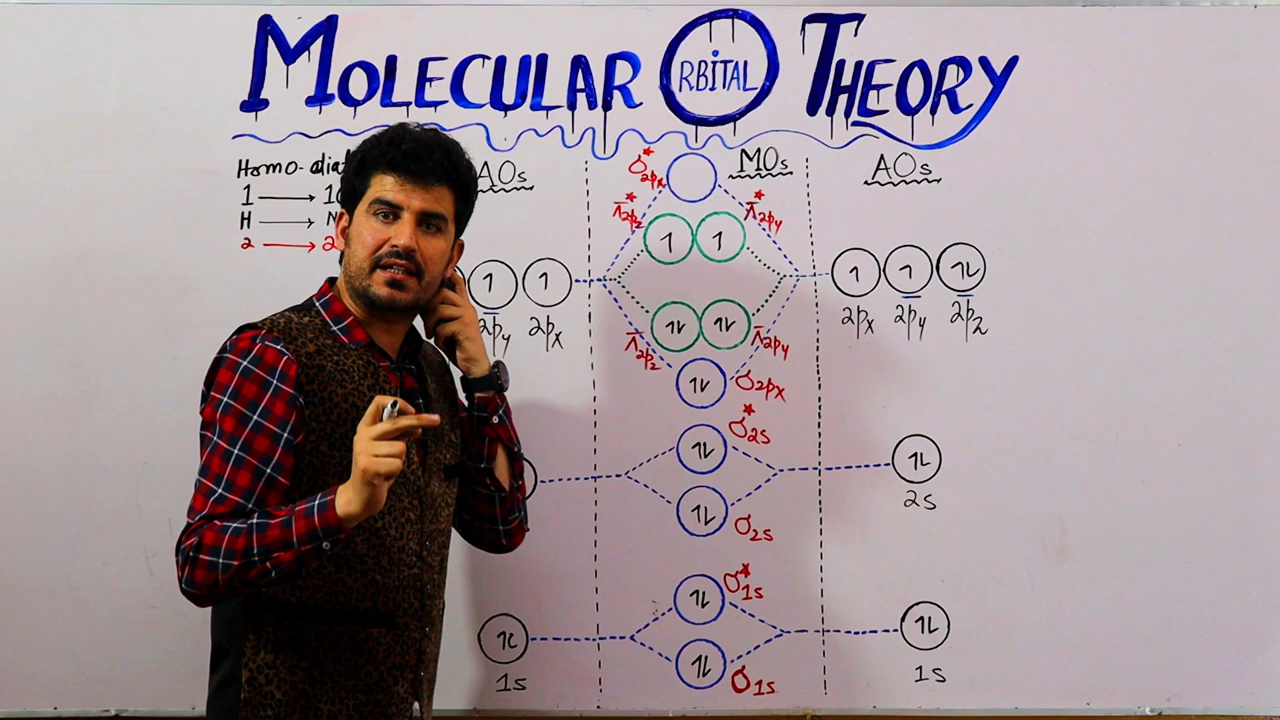 MOLECULAR ORBITAL THEORY
Homo-diat
1 → 10
H → N
2 → 2
AOs
MOs
AOs
σ*2px
π*2pz π*2py
1 1
1 1
1 1 1L
2py 2px
2px 2py 2pz
1L 1L
π2pz π2py
1L σ2px
σ*2s
1L
1L
2s
1L
σ2s
σ*1s
1L
1L
1L
1L
1s
σ1s
1s